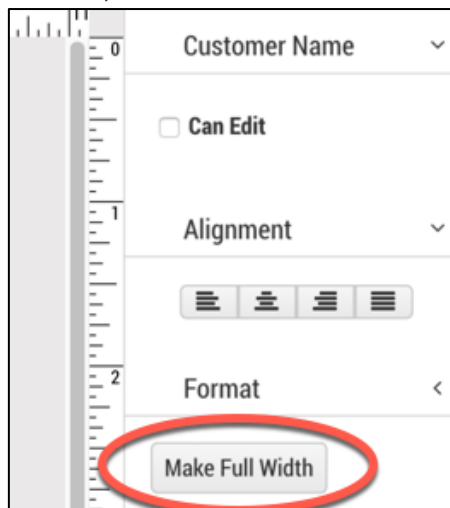 0
Customer Name
Can Edit
1
Alignment
2
Format
Make Full Width